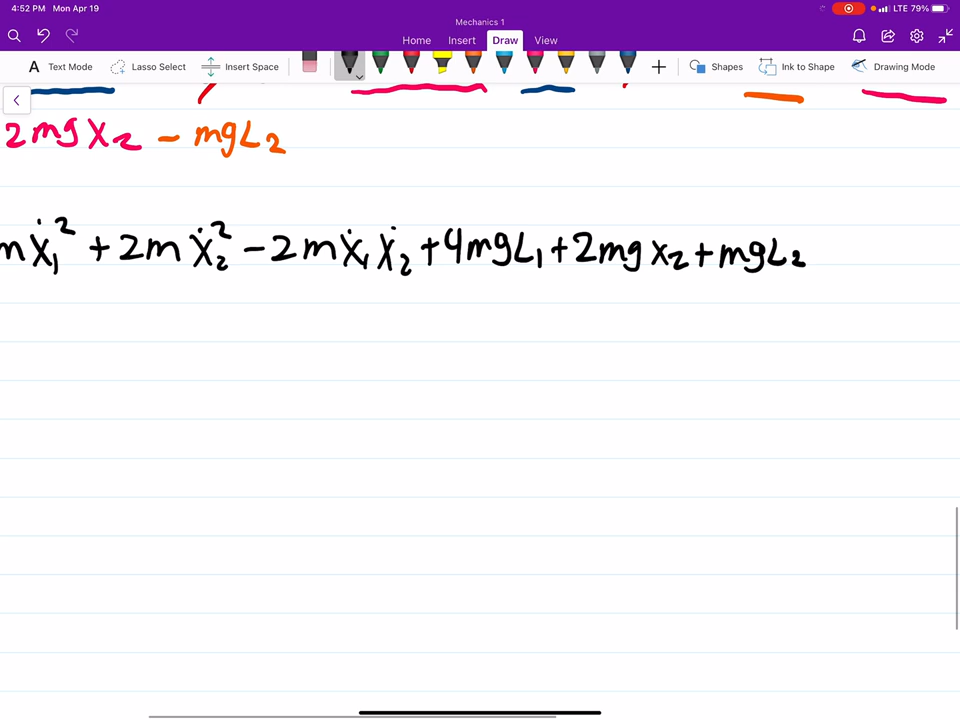 4:52 PM Mon Apr 19
LTE 79%
Mechanics 1
Home Insert Draw View
Text Mode Lasso Select Insert Space Shapes Ink to Shape Drawing Mode
2mgx₂ - mgL₂
mẋ₁² + 2mẋ₂² - 2mẋ₁ẋ₂ + 4mgL₁ + 2mgx₂ + mgL₂